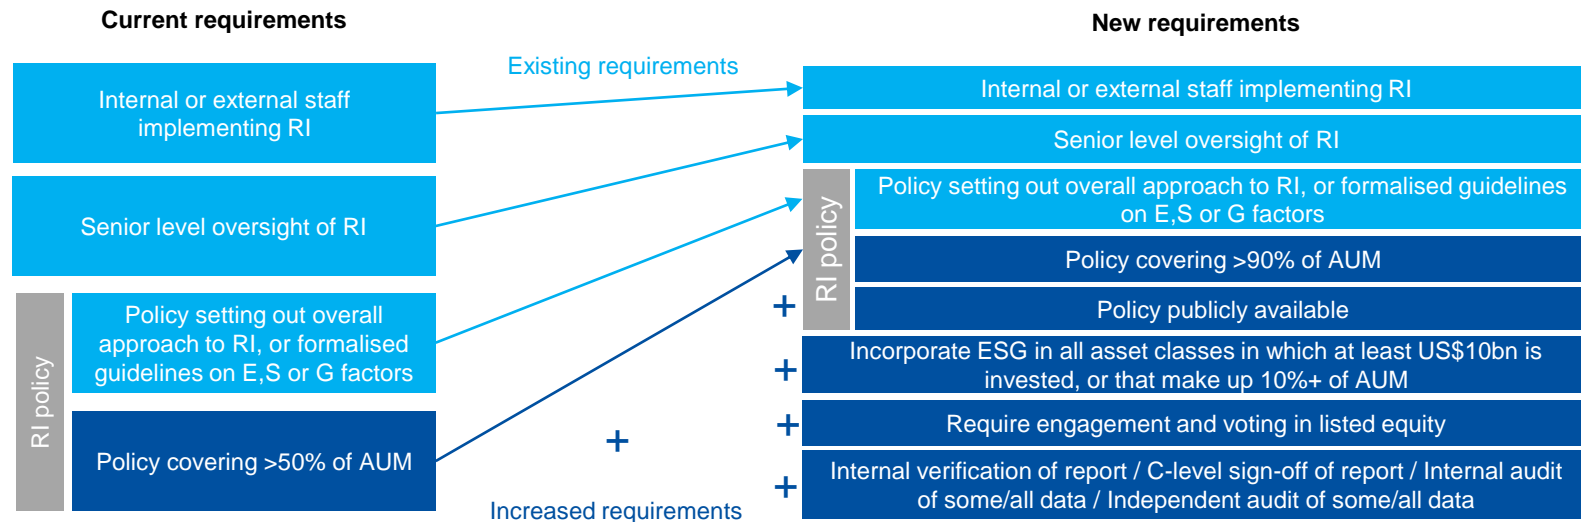 Current requirements
Internal or external staff
implementing RI
Senior level oversight of RI
RI policy
Policy setting out overall
approach to RI, or formalised
guidelines on E,S or G factors
Policy covering >50% of AUM
Existing requirements
+
Increased requirements
New requirements
Internal or external staff implementing RI
Senior level oversight of RI
RI policy
Policy setting out overall approach to RI, or formalised guidelines
on E,S or G factors
Policy covering >90% of AUM
+ Policy publicly available
+ Incorporate ESG in all asset classes in which at least US$10bn is
invested, or that make up 10%+ of AUM
+ Require engagement and voting in listed equity
+ Internal verification of report / C-level sign-off of report / Internal audit
of some/all data / Independent audit of some/all data